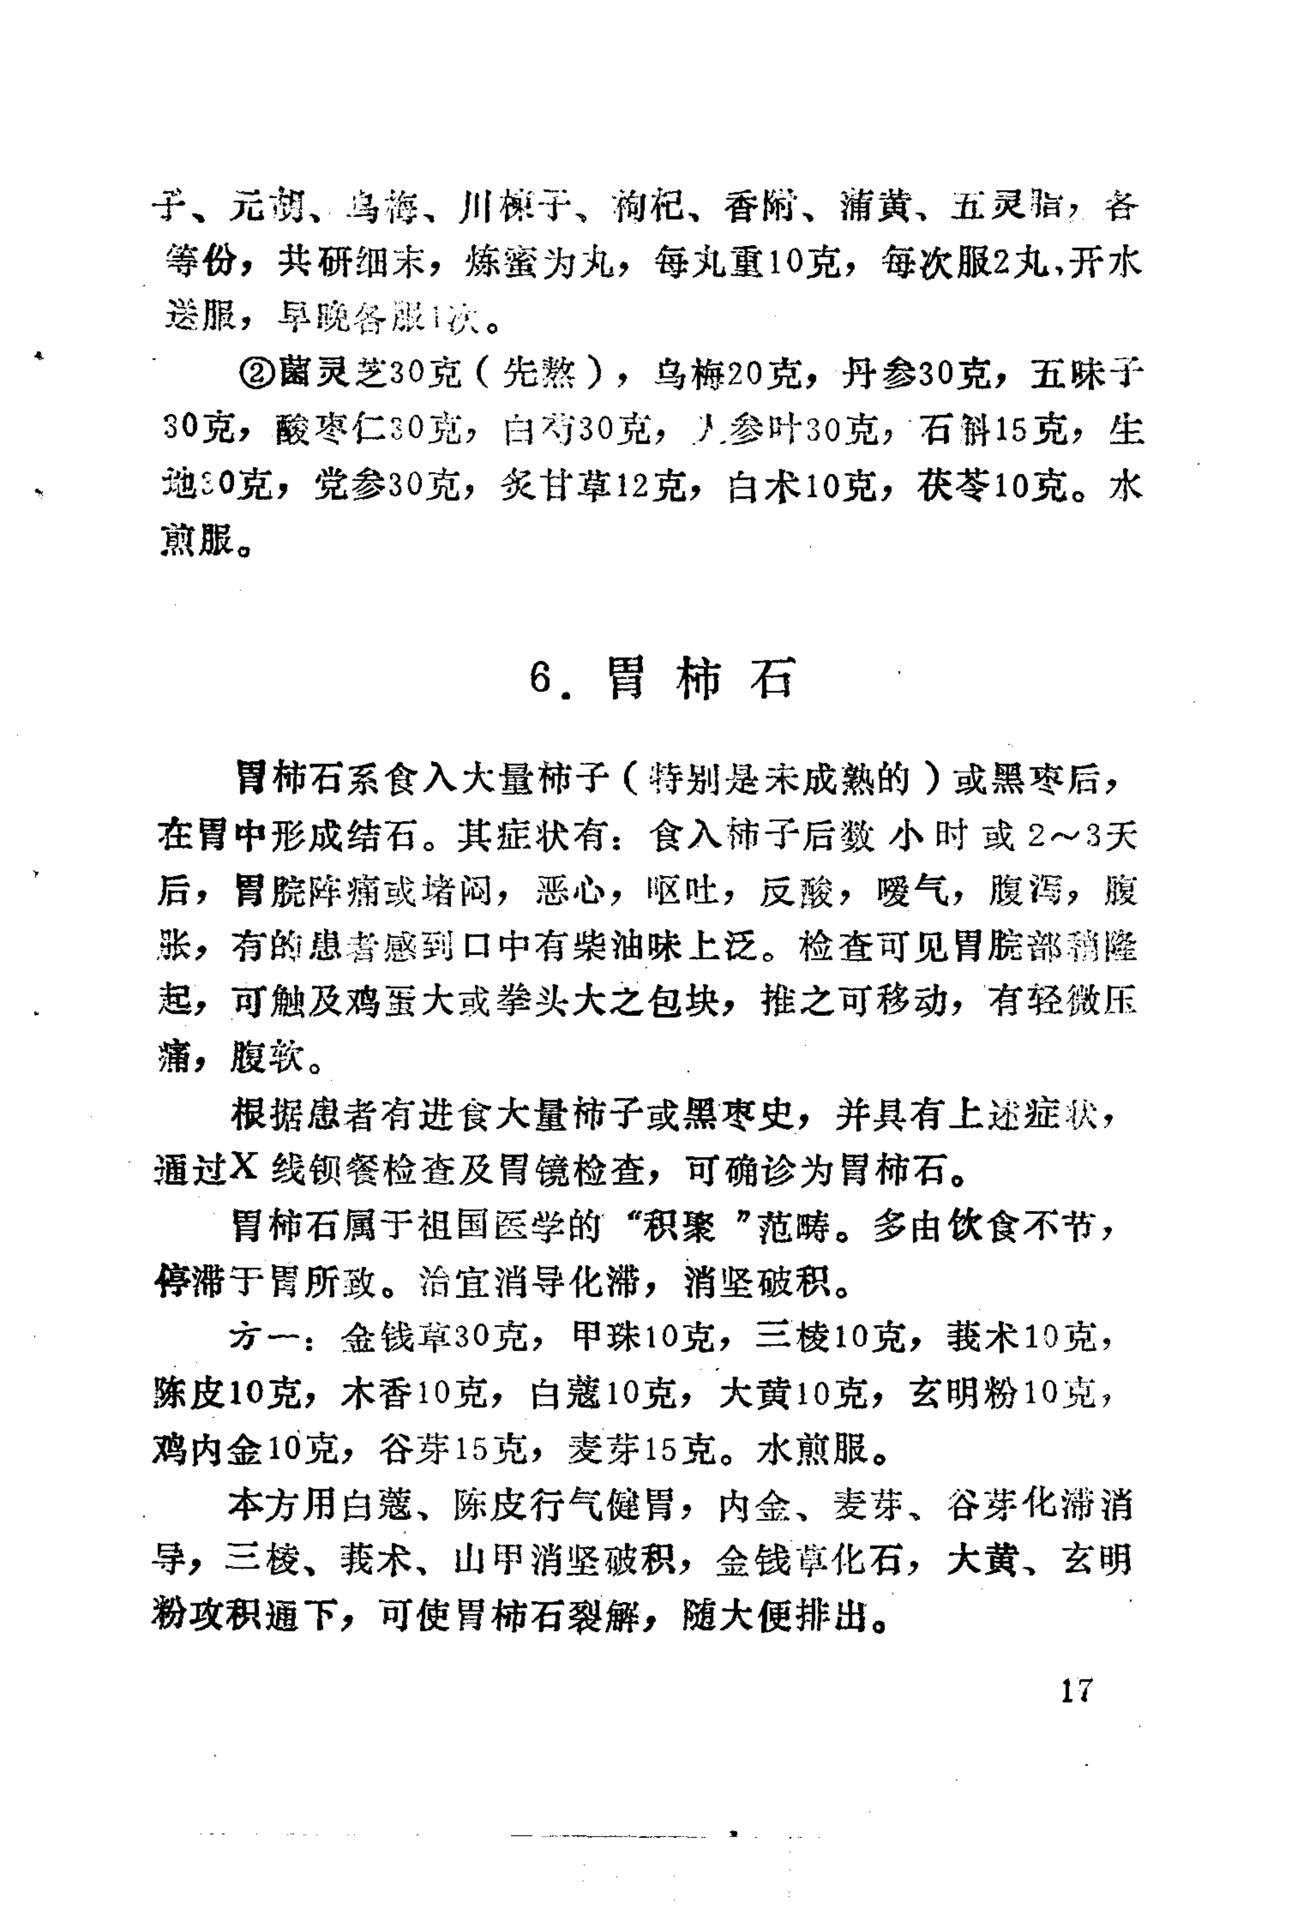 子、元胡、乌梅、川楝子、枸杞、香附、蒲黄、五灵脂，各
等份，共研细末，炼蜜为丸，每丸重10克，每次服2丸、开水
送服，早晚各服1次。
②菌灵芝30克（先熬），乌梅20克，丹参30克，五味子
30克，酸枣仁30克，白芍30克，人参叶30克，石斛15克，生
地30克，党参30克，炙甘草12克，白术10克，茯苓10克。水
煎服。
6．胃柿石
胃柿石系食入大量柿子（特别是未成熟的）或黑枣后，
在胃中形成结石。其症状有：食入柿子后数小时或2～3天
后，胃脘阵痛或堵闷，恶心，呕吐，反酸，嗳气，腹泻，腹
胀，有的患者感到口中有柴油味上泛。检查可见胃脘部稍隆
起，可触及鸡蛋大或拳头大之包块，推之可移动，有轻微压
痛，腹软。
根据患者有进食大量柿子或黑枣史，并具有上述症状，
通过X线钡餐检查及胃镜检查，可确诊为胃柿石。
胃柿石属于祖国医学的“积聚”范畴。多由饮食不节，
停滞于胃所致。治宜消导化滞，消坚破积。
方一：金钱草30克，甲珠10克，三棱10克，莪术10克，
陈皮10克，木香10克，白蔻10克，大黄10克，玄明粉10克，
鸡内金10克，谷芽15克，麦芽15克。水煎服。
本方用白蔻、陈皮行气健胃，内金、麦芽、谷芽化滞消
导，三棱、莪术、山甲消坚破积，金钱草化石，大黄、玄明
粉攻积通下，可使胃柿石裂解，随大便排出。
17